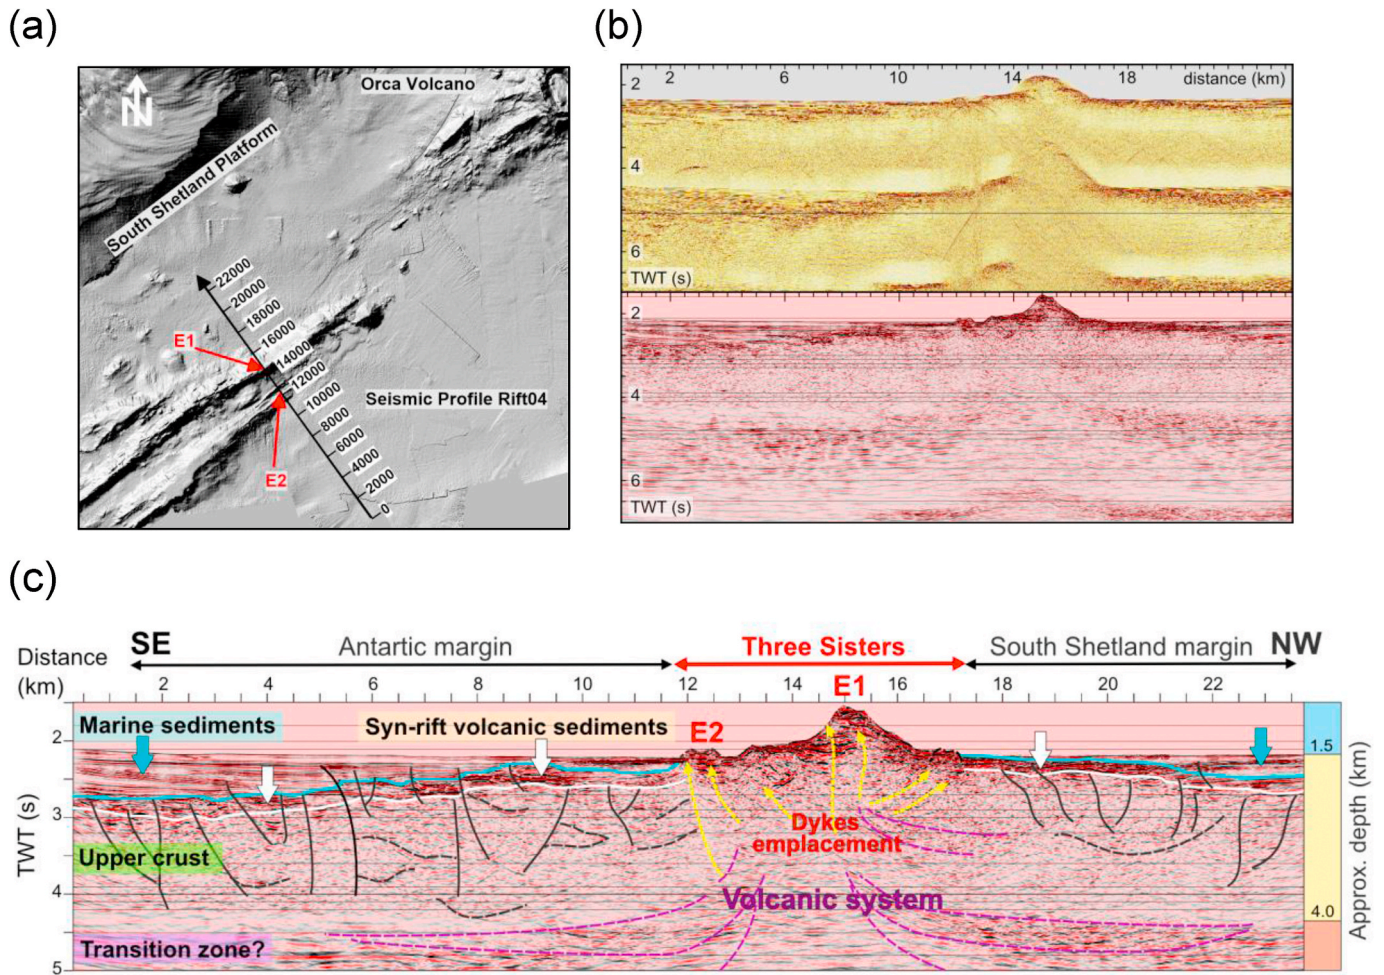 (a)
N
Orca Volcano
South Shetland Platform
22000
20000
18000
16000
14000
12000
10000
8000
6000
4000
2000
0
E1
E2
Seismic Profile Rift04
(b)
2 6 10 14 18 distance (km)
2
4
6
TWT (s)
2
4
6
TWT (s)
(c)
SE Antartic margin Three Sisters South Shetland margin NW
Distance
(km)
2 4 6 8 10 12 14 16 18 20 22
E1
E2
Marine sediments
Syn-rift volcanic sediments
Dykes
emplacement
Upper crust
Volcanic system
Transition zone?
TWT (s)
2
3
4
5
1.5
4.0
Approx. depth (km)